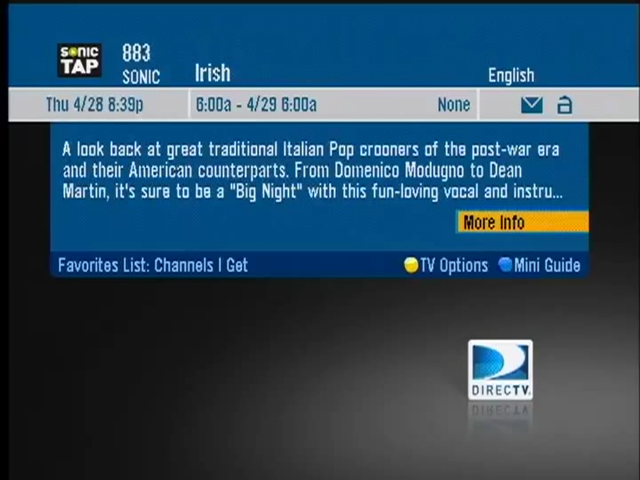 SONIC TAP
883
SONIC
Irish
English
Thu 4/28 8:39p
6:00a - 4/29 6:00a
None
A look back at great traditional Italian Pop crooners of the post-war era
and their American counterparts. From Domenico Modugno to Dean
Martin, it's sure to be a "Big Night" with this fun-loving vocal and instru...
More Info
Favorites List: Channels I Get
TV Options
Mini Guide
DIRECTV